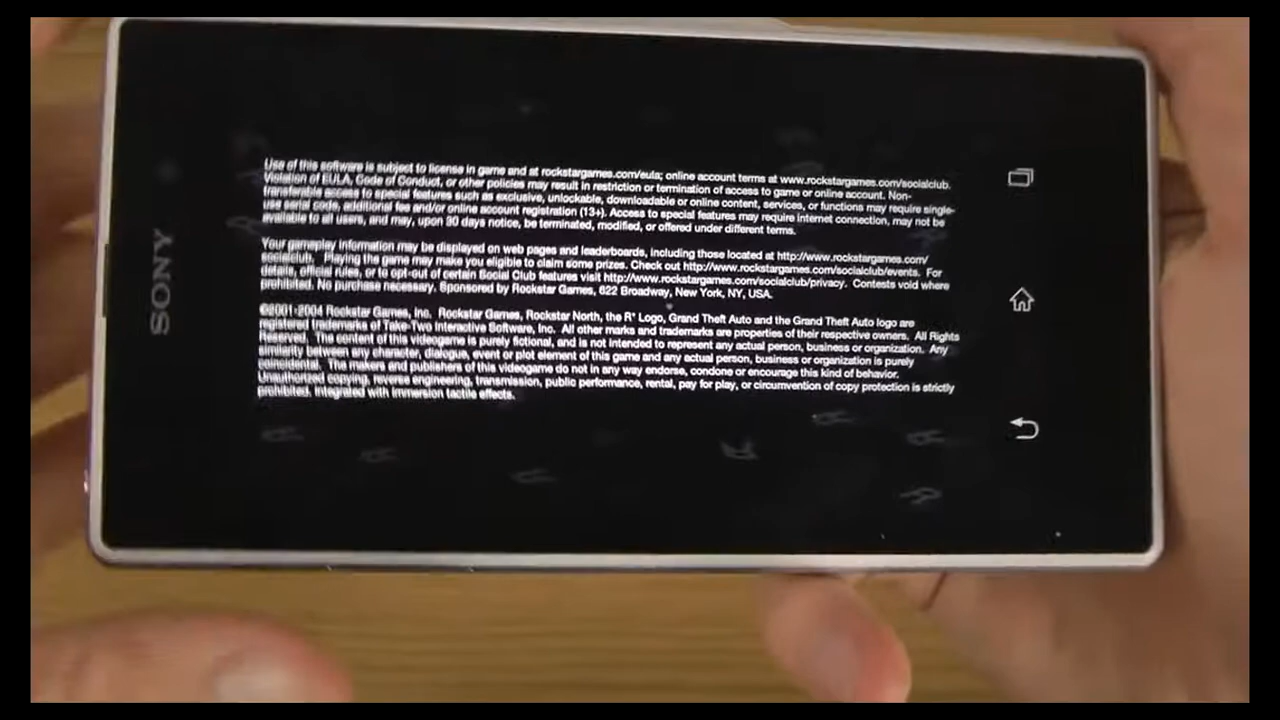 SONY
Use of this software is subject to license in game and at rockstargames.com/eula; online account terms at www.rockstargames.com/socialclub.
Violation of EULA, Code of Conduct, or other policies may result in restriction or termination of access to game or online account. Non-
transferable access to special features such as exclusive, unlockable, downloadable or online content, services, or functions may require single-
use serial code, additional fee and/or online account registration (13+). Access to special features may require internet connection, may not be
available to all users, and may, upon 30 days notice, be terminated, modified, or offered under different terms.
Your gameplay information may be displayed on web pages and leaderboards, including those located at http://www.rockstargames.com/
socialclub. Playing the game may make you eligible to claim some prizes. Check out http://www.rockstargames.com/socialclub/events. For
details, official rules, or to opt-out of certain Social Club features visit http://www.rockstargames.com/socialclub/privacy. Contests void where
prohibited. No purchase necessary. Sponsored by Rockstar Games, 622 Broadway, New York, NY, USA.
©2001-2004 Rockstar Games, Inc. Rockstar Games, Rockstar North, the R* Logo, Grand Theft Auto and the Grand Theft Auto logo are
registered trademarks of Take-Two Interactive Software, Inc. All other marks and trademarks are properties of their respective owners. All Rights
Reserved. The content of this videogame is purely fictional, and is not intended to represent any actual person, business or organization. Any
similarity between any character, dialogue, event or plot element of this game and any actual person, business or organization is purely
coincidental. The makers and publishers of this videogame do not in any way endorse, condone or encourage this kind of behavior.
Unauthorized copying, reverse engineering, transmission, public performance, rental, pay for play, or circumvention of copy protection is strictly
prohibited. Integrated with Immersion tactile effects.